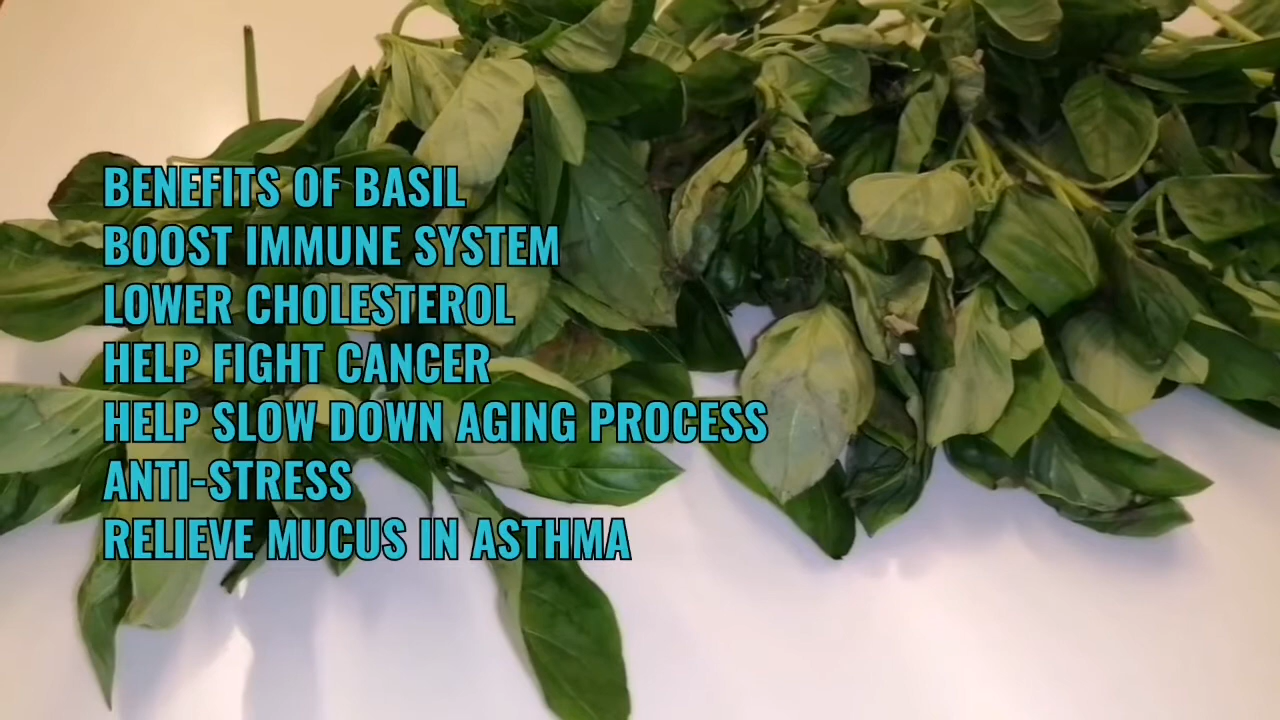 BENEFITS OF BASIL
BOOST IMMUNE SYSTEM
LOWER CHOLESTEROL
HELP FIGHT CANCER
HELP SLOW DOWN AGING PROCESS
ANTI-STRESS
RELIEVE MUCUS IN ASTHMA